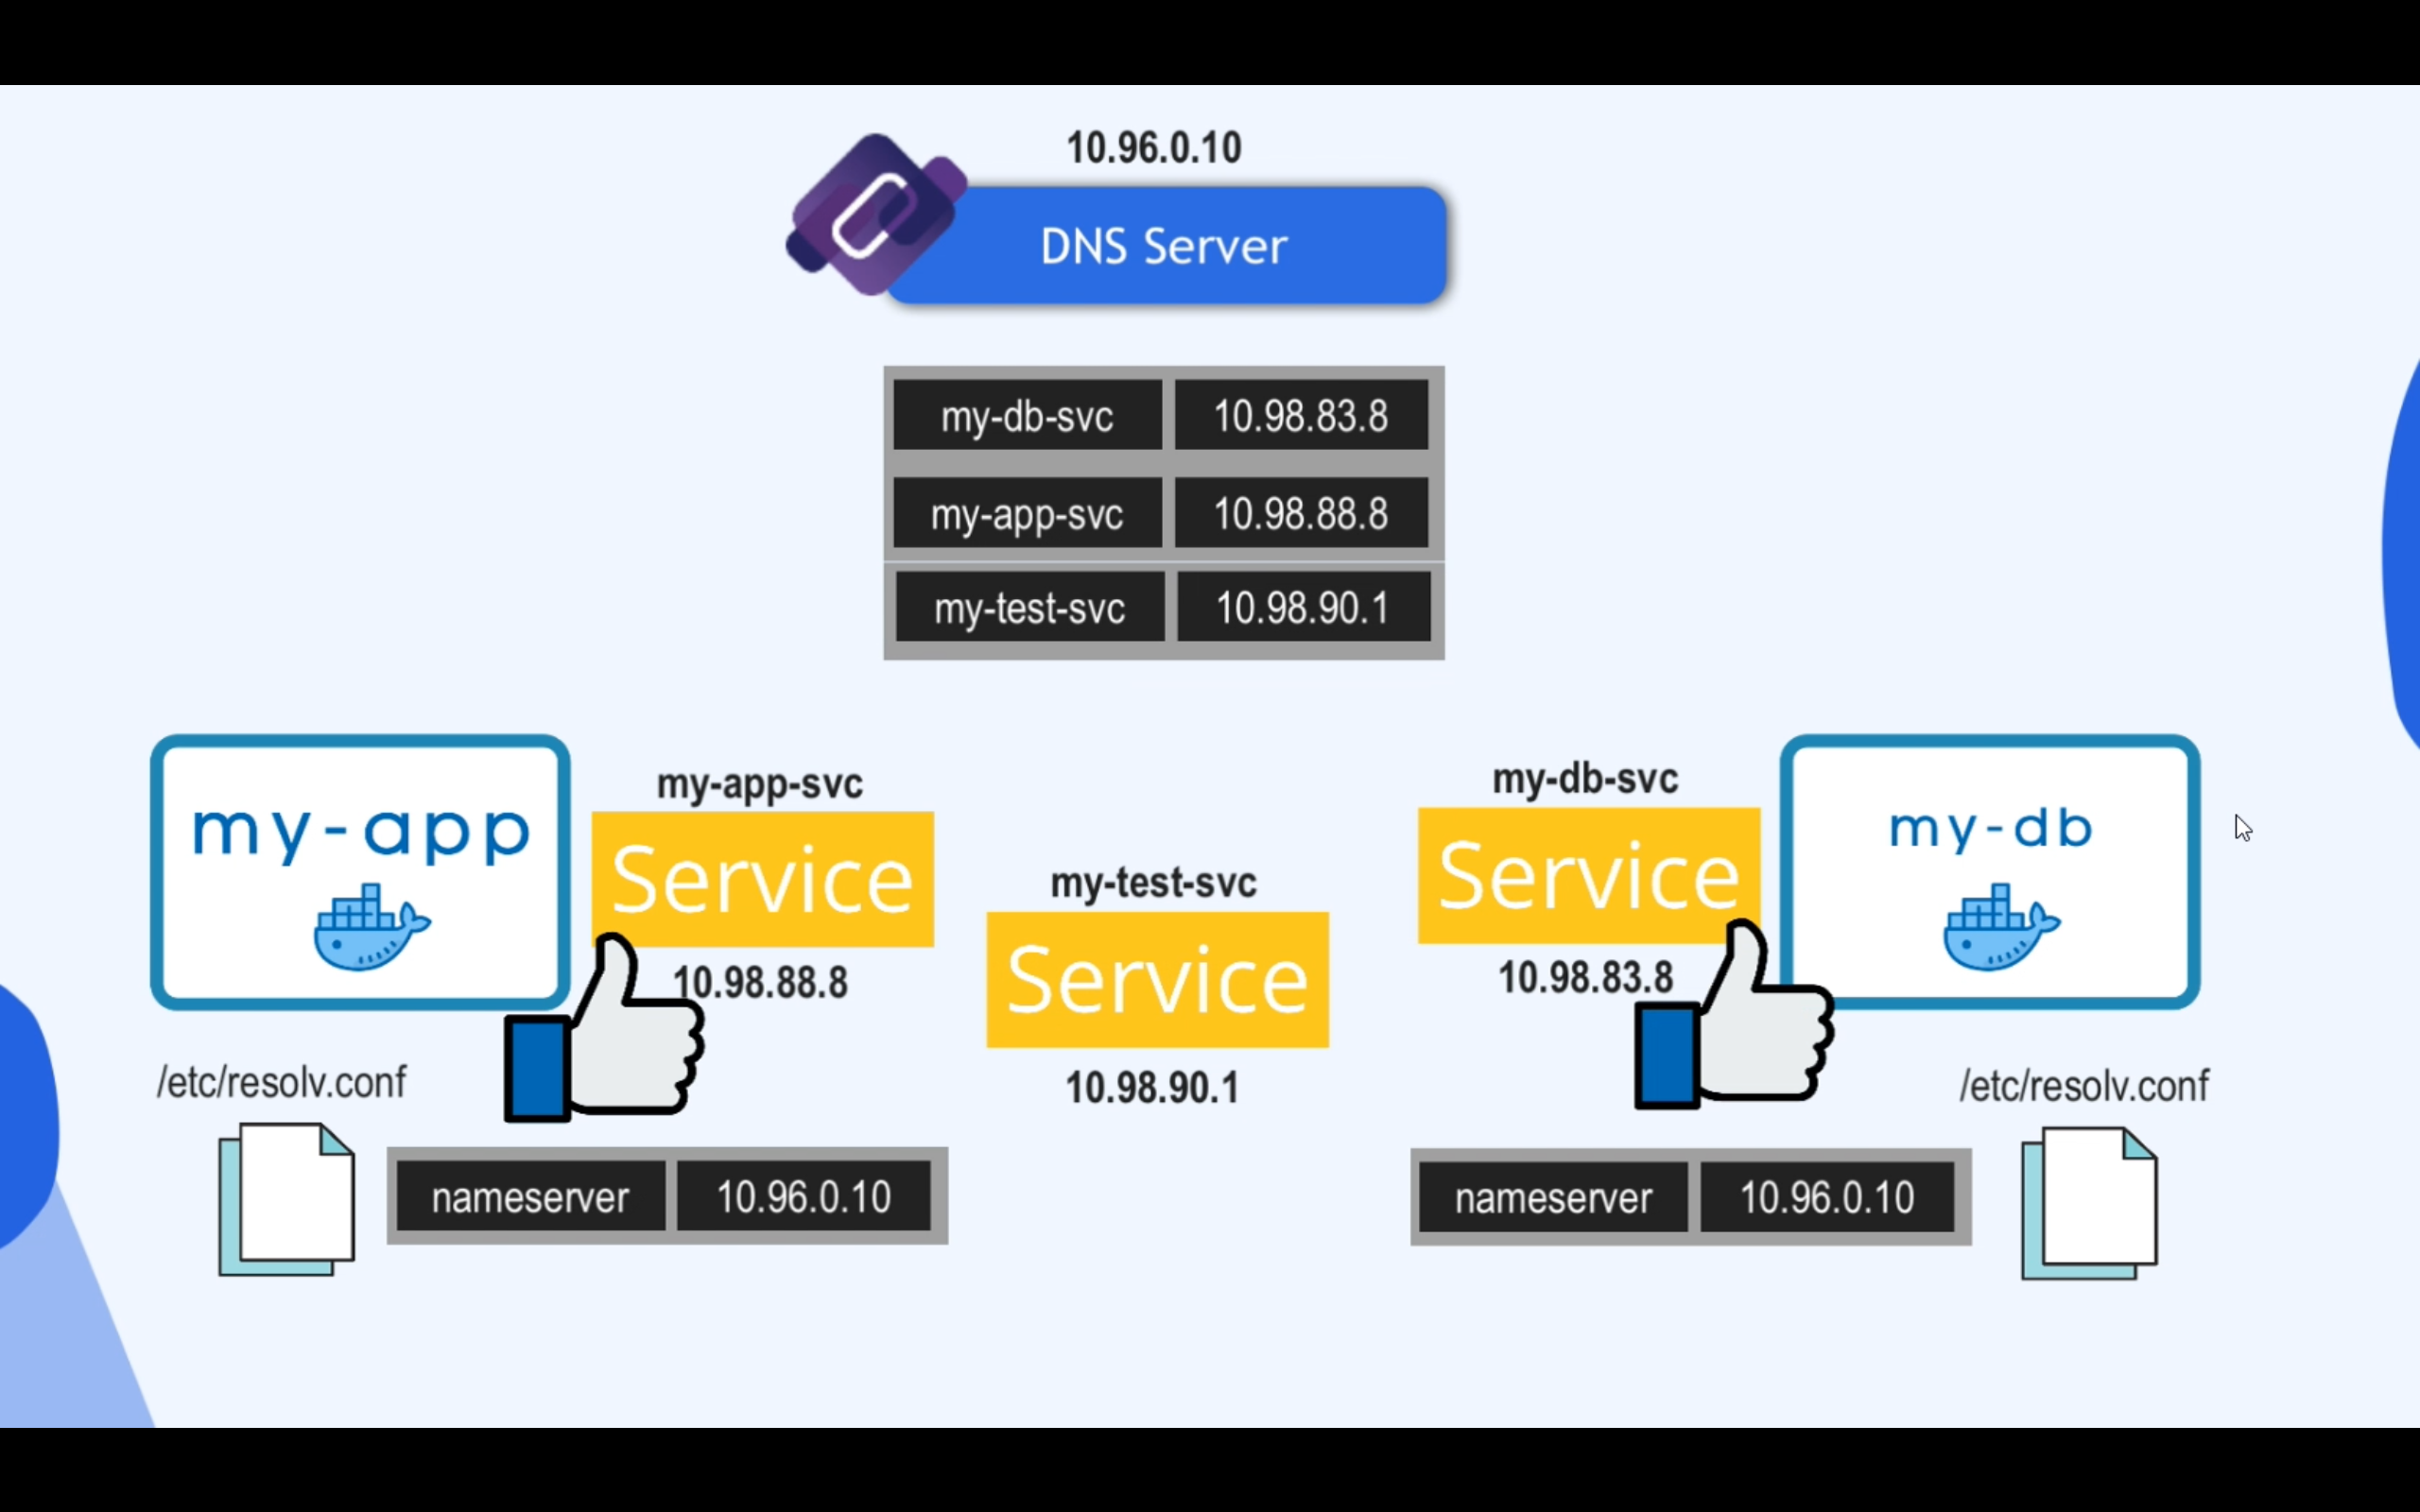 10.96.0.10
DNS Server
my-db-svc 10.98.83.8
my-app-svc 10.98.88.8
my-test-svc 10.98.90.1
my-app
my-app-svc
Service
10.98.88.8
my-test-svc
Service
10.98.90.1
my-db-svc
Service
10.98.83.8
my-db
/etc/resolv.conf
nameserver 10.96.0.10
/etc/resolv.conf
nameserver 10.96.0.10